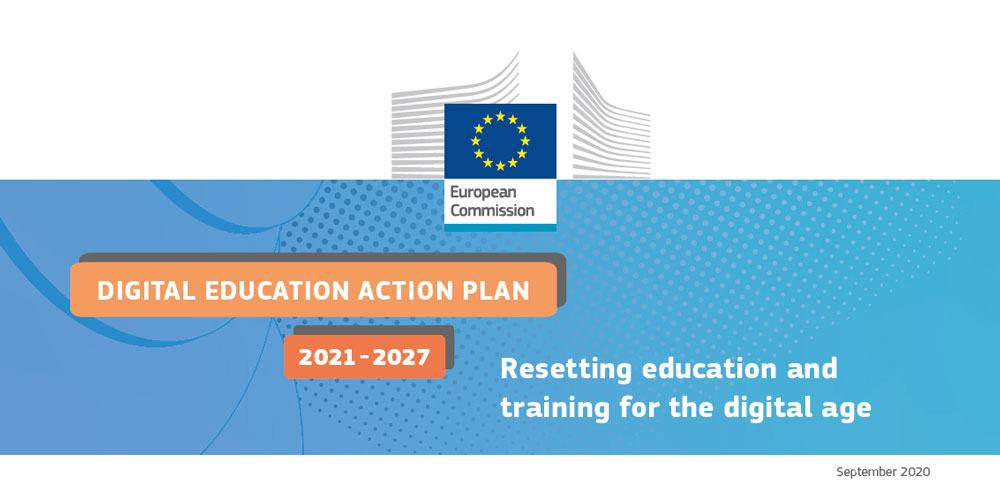 European
Commission
DIGITAL EDUCATION ACTION PLAN
2021-2027
Resetting education and
training for the digital age
September 2020